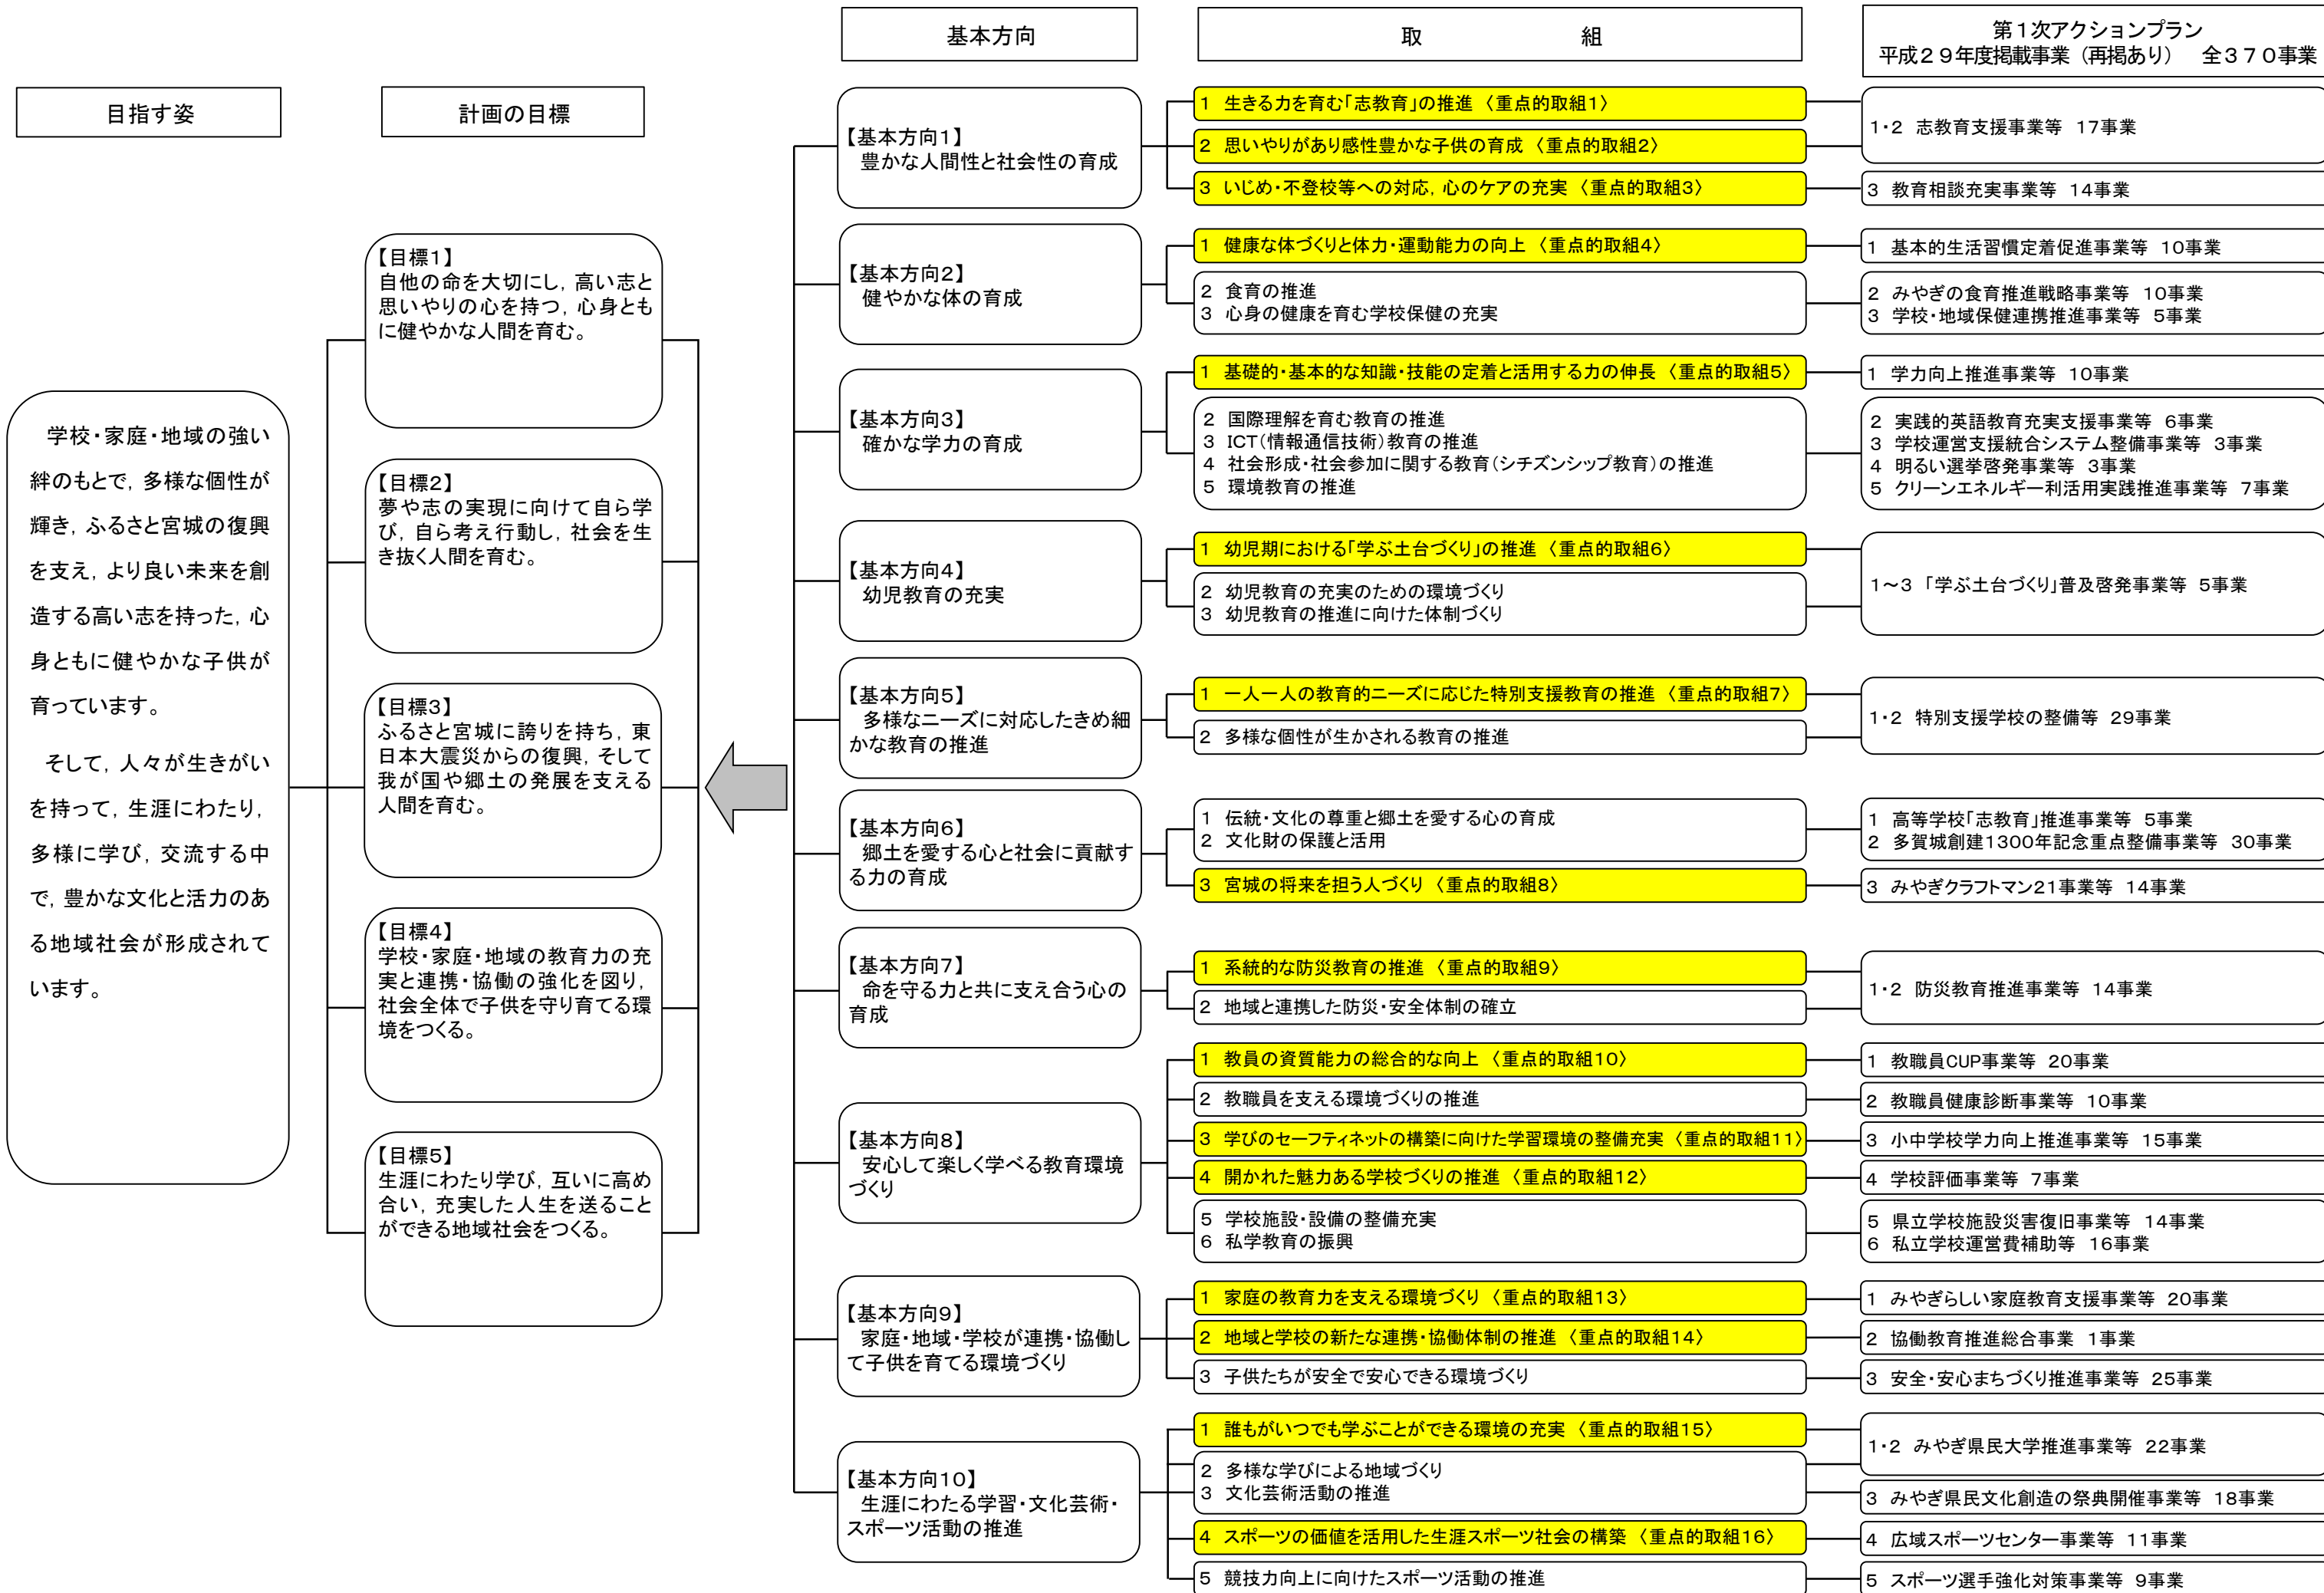 基本方向
取　　　組
第１次アクションプラン
平成２９年度掲載事業（再掲あり）　全３７０事業
目指す姿
計画の目標
学校・家庭・地域の強い
絆のもとで，多様な個性が
輝き，ふるさと宮城の復興
を支え，より良い未来を創
造する高い志を持った，心
身ともに健やかな子供が
育っています。
そして，人々が生きがい
を持って，生涯にわたり，
多様に学び，交流する中
で，豊かな文化と活力のあ
る地域社会が形成されて
います。
【目標1】
自他の命を大切にし，高い志と
思いやりの心を持つ，心身とも
に健やかな人間を育む。
【目標2】
夢や志の実現に向けて自ら学
び，自ら考え行動し，社会を生
き抜く人間を育む。
【目標3】
ふるさと宮城に誇りを持ち，東
日本大震災からの復興，そして
我が国や郷土の発展を支える
人間を育む。
【目標4】
学校・家庭・地域の教育力の充
実と連携・協働の強化を図り，
社会全体で子供を守り育てる環
境をつくる。
【目標5】
生涯にわたり学び，互いに高め
合い，充実した人生を送ること
ができる地域社会をつくる。
【基本方向1】
豊かな人間性と社会性の育成
1 生きる力を育む「志教育」の推進〈重点的取組1〉
2 思いやりがあり感性豊かな子供の育成〈重点的取組2〉
3 いじめ・不登校等への対応，心のケアの充実〈重点的取組3〉
1・2 志教育支援事業等 17事業
3 教育相談充実事業等 14事業
【基本方向2】
健やかな体の育成
1 健康な体づくりと体力・運動能力の向上〈重点的取組4〉
2 食育の推進
3 心身の健康を育む学校保健の充実
1 基本的生活習慣定着促進事業等 10事業
2 みやぎの食育推進戦略事業等 10事業
3 学校・地域保健連携推進事業等 5事業
【基本方向3】
確かな学力の育成
1 基礎的・基本的な知識・技能の定着と活用する力の伸長〈重点的取組5〉
2 国際理解を育む教育の推進
3 ICT（情報通信技術）教育の推進
4 社会形成・社会参加に関する教育（シチズンシップ教育）の推進
5 環境教育の推進
1 学力向上推進事業等 10事業
2 実践的英語教育充実支援事業等 6事業
3 学校運営支援統合システム整備事業等 3事業
4 明るい選挙啓発事業等 3事業
5 クリーンエネルギー利活用実践推進事業等 7事業
【基本方向4】
幼児教育の充実
1 幼児期における「学ぶ土台づくり」の推進〈重点的取組6〉
2 幼児教育の充実のための環境づくり
3 幼児教育の推進に向けた体制づくり
1～3 「学ぶ土台づくり」普及啓発事業等 5事業
【基本方向5】
多様なニーズに対応したきめ細
かな教育の推進
1 一人一人の教育的ニーズに応じた特別支援教育の推進〈重点的取組7〉
2 多様な個性が生かされる教育の推進
1・2 特別支援学校の整備等 29事業
【基本方向6】
郷土を愛する心と社会に貢献す
る力の育成
1 伝統・文化の尊重と郷土を愛する心の育成
2 文化財の保護と活用
3 宮城の将来を担う人づくり〈重点的取組8〉
1 高等学校「志教育」推進事業等 5事業
2 多賀城創建1300年記念重点整備事業等 30事業
3 みやぎクラフトマン21事業等 14事業
【基本方向7】
命を守る力と共に支え合う心の
育成
1 系統的な防災教育の推進〈重点的取組9〉
2 地域と連携した防災・安全体制の確立
1・2 防災教育推進事業等 14事業
【基本方向8】
安心して楽しく学べる教育環境
づくり
1 教員の資質能力の総合的な向上〈重点的取組10〉
2 教職員を支える環境づくりの推進
3 学びのセーフティネットの構築に向けた学習環境の整備充実〈重点的取組11〉
4 開かれた魅力ある学校づくりの推進〈重点的取組12〉
5 学校施設・設備の整備充実
6 私学教育の振興
1 教職員CUP事業等 20事業
2 教職員健康診断事業等 10事業
3 小中学校学力向上推進事業等 15事業
4 学校評価事業等 7事業
5 県立学校施設災害復旧事業等 14事業
6 私立学校運営費補助等 16事業
【基本方向9】
家庭・地域・学校が連携・協働し
て子供を育てる環境づくり
1 家庭の教育力を支える環境づくり〈重点的取組13〉
2 地域と学校の新たな連携・協働体制の推進〈重点的取組14〉
3 子供たちが安全で安心できる環境づくり
1 みやぎらしい家庭教育支援事業等 20事業
2 協働教育推進総合事業 1事業
3 安全・安心まちづくり推進事業等 25事業
【基本方向10】
生涯にわたる学習・文化芸術・
スポーツ活動の推進
1 誰もがいつでも学ぶことができる環境の充実〈重点的取組15〉
2 多様な学びによる地域づくり
3 文化芸術活動の推進
4 スポーツの価値を活用した生涯スポーツ社会の構築〈重点的取組16〉
5 競技力向上に向けたスポーツ活動の推進
1・2 みやぎ県民大学推進事業等 22事業
3 みやぎ県民文化創造の祭典開催事業等 18事業
4 広域スポーツセンター事業等 11事業
5 スポーツ選手強化対策事業等 9事業